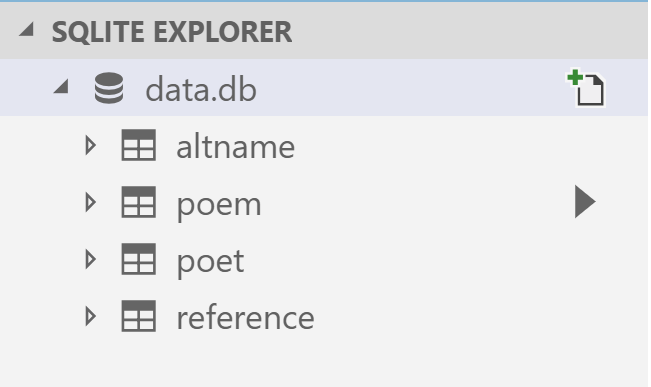 SQLITE EXPLORER
data.db
altname
poem
poet
reference